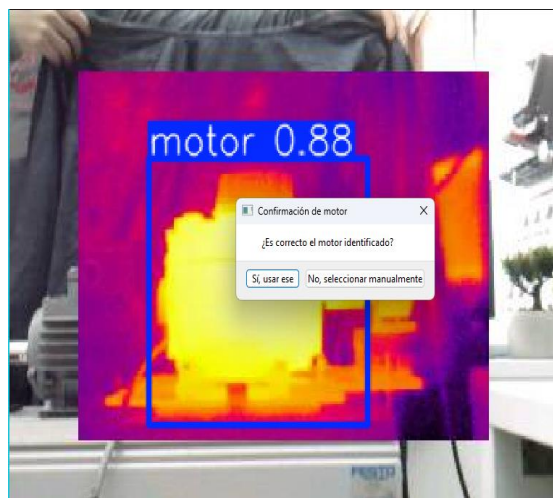 motor 0.88
Confirmación de motor
¿Es correcto el motor identificado?
Sí, usar ese
No, seleccionar manualmente
FESTO